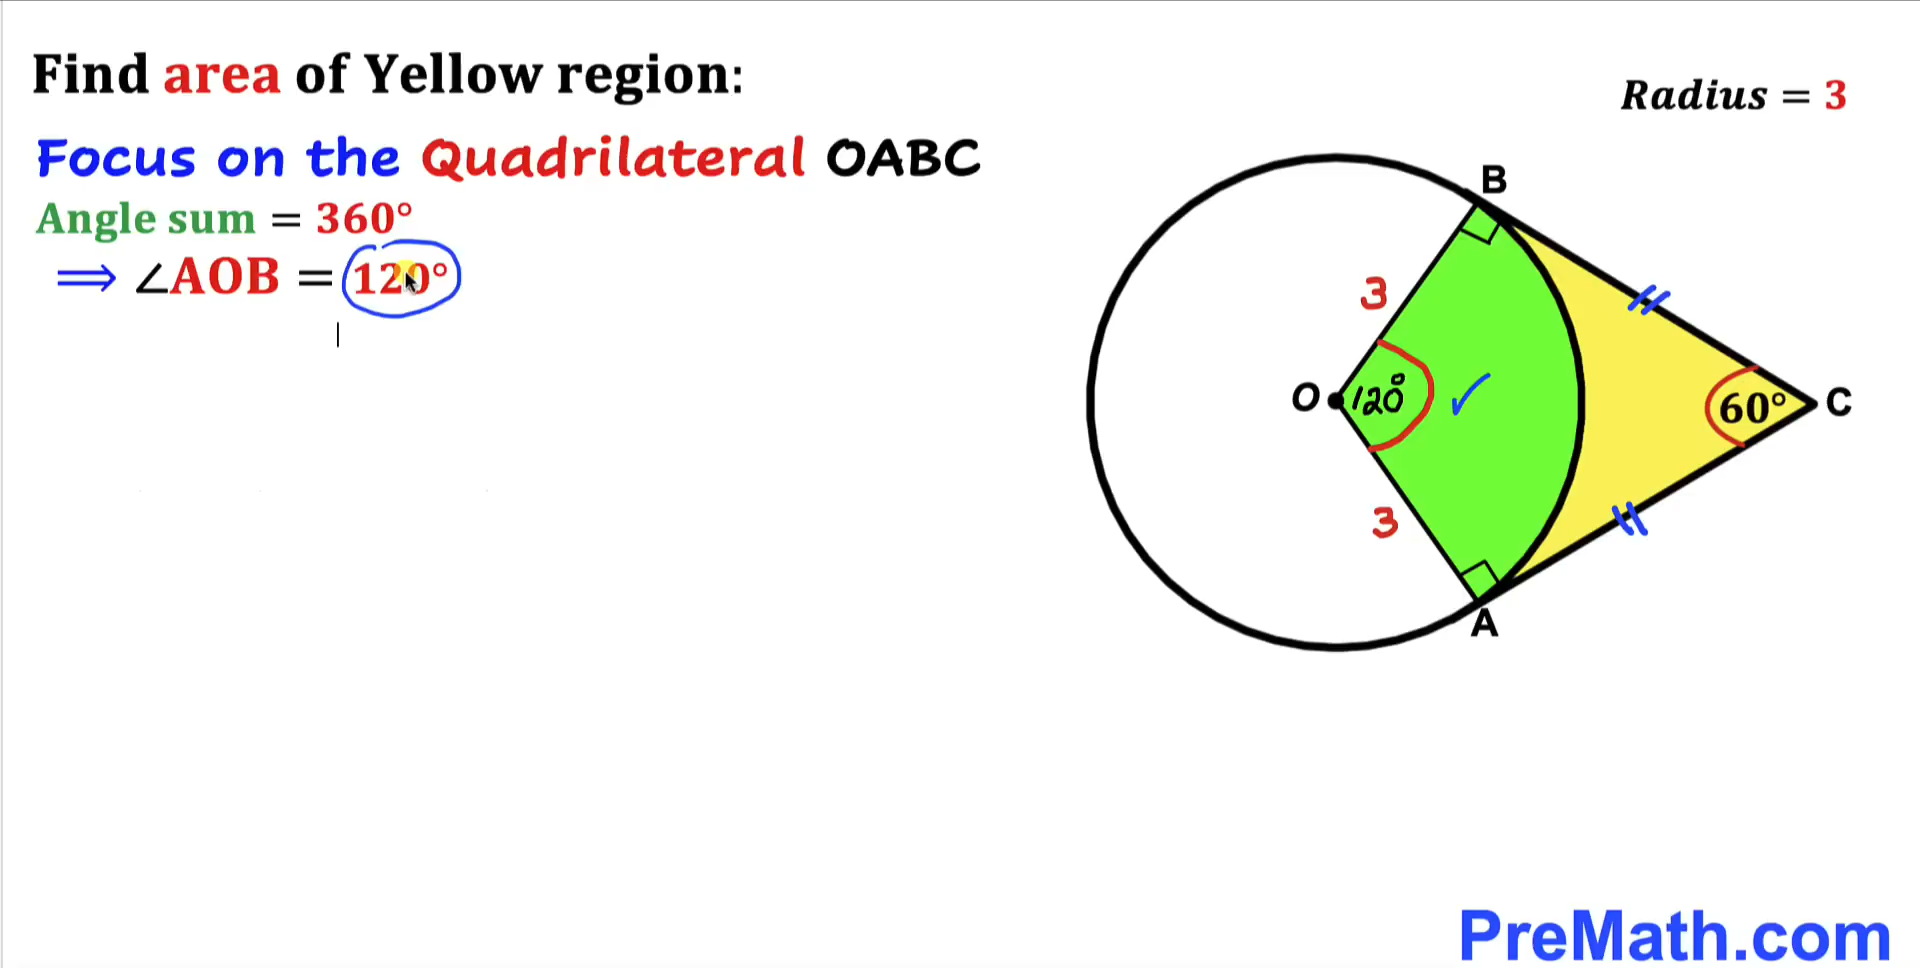 Find area of Yellow region:
Radius = 3
Focus on the Quadrilateral OABC
Angle sum = 360°
⟹ ∠AOB = 120°
B
3
O 120° ✓ 60° C
3
A
PreMath.com